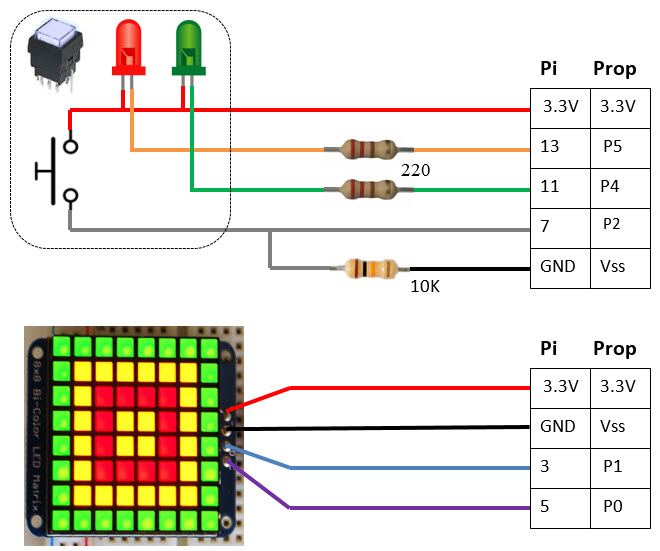 Pi Prop
3.3V 3.3V
13 P5
220
11 P4
7 P2
GND Vss
10K
Pi Prop
3.3V 3.3V
GND Vss
3 P1
5 P0
8x8 Bi-Color LED Matrix